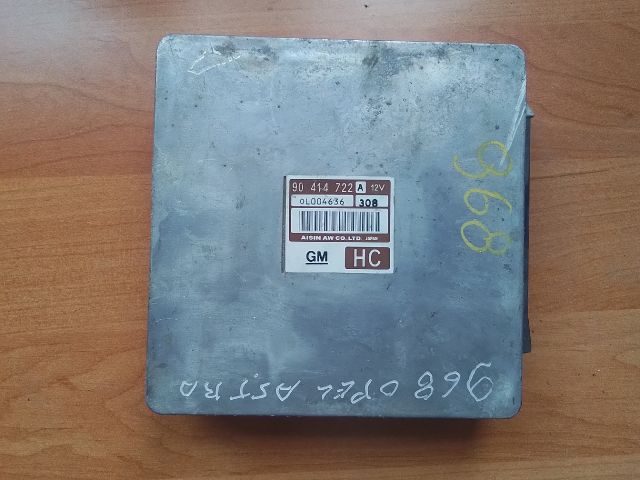 90 414 722 A 12V
0L004636 308
AISIN AW CO.LTD. JAPAN
GM HC
968
968 OPEL ASTRA